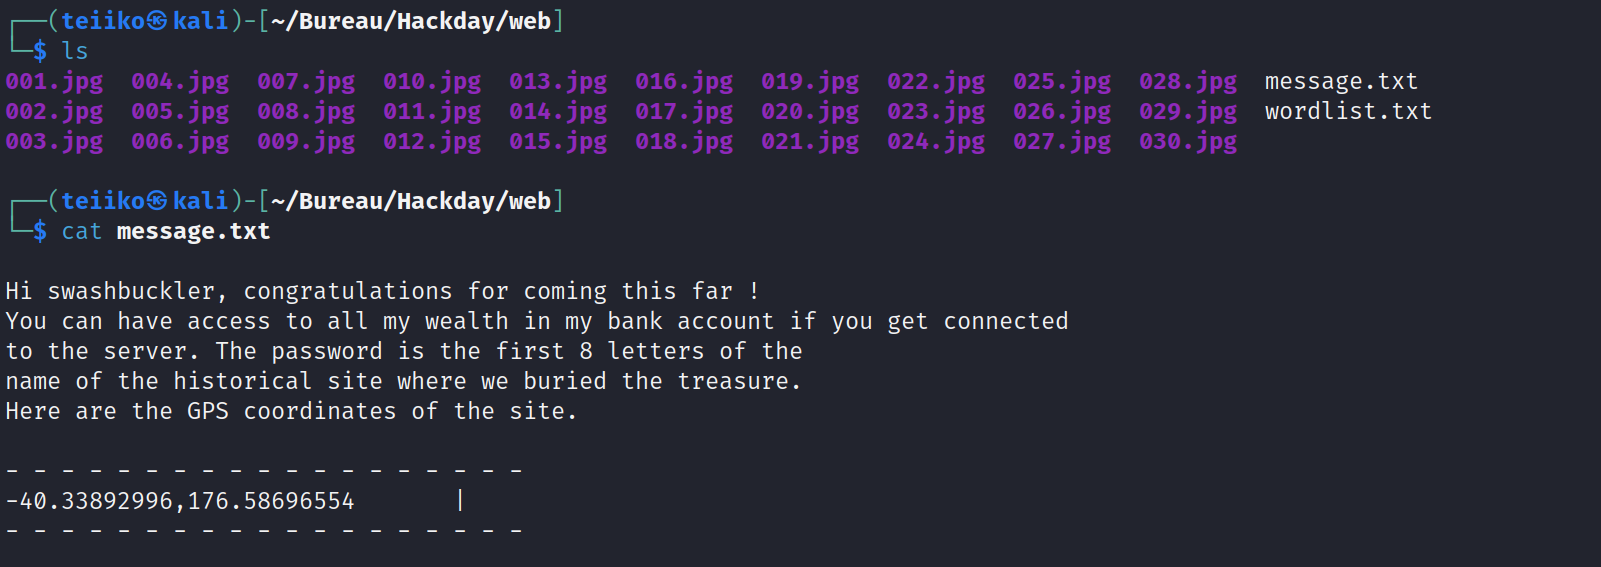 ┌──(teiiko㉿kali)-[~/Bureau/Hackday/web]
└─$ ls
001.jpg  004.jpg  007.jpg  010.jpg  013.jpg  016.jpg  019.jpg  022.jpg  025.jpg  028.jpg  message.txt
002.jpg  005.jpg  008.jpg  011.jpg  014.jpg  017.jpg  020.jpg  023.jpg  026.jpg  029.jpg  wordlist.txt
003.jpg  006.jpg  009.jpg  012.jpg  015.jpg  018.jpg  021.jpg  024.jpg  027.jpg  030.jpg
┌──(teiiko㉿kali)-[~/Bureau/Hackday/web]
└─$ cat message.txt
Hi swashbuckler, congratulations for coming this far !
You can have access to all my wealth in my bank account if you get connected
to the server. The password is the first 8 letters of the
name of the historical site where we buried the treasure.
Here are the GPS coordinates of the site.
- - - - - - - - - - - - - - - - - - -
-40.33892996,176.58696554       |
- - - - - - - - - - - - - - - - - - -